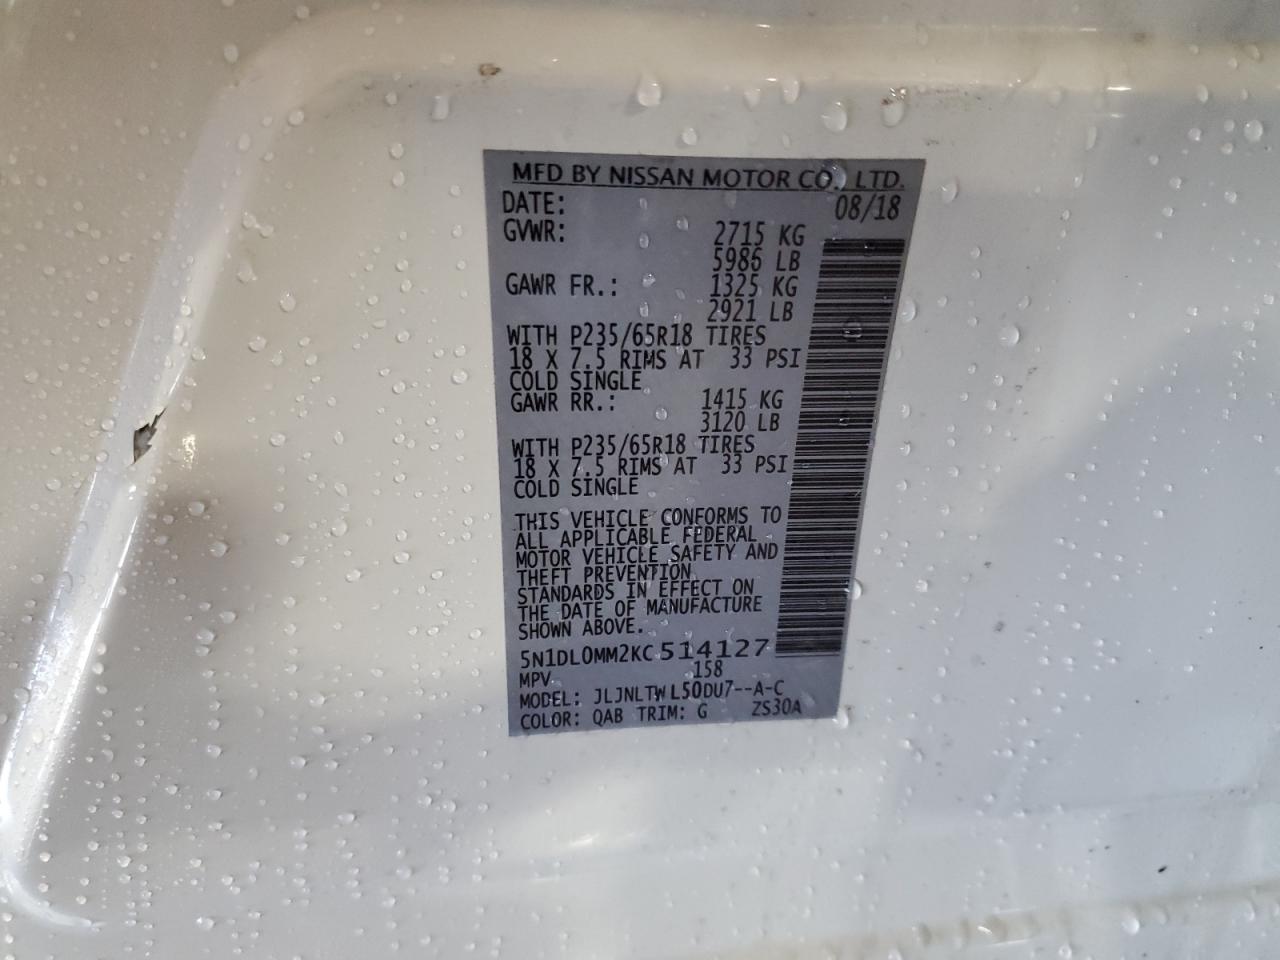 MFD BY NISSAN MOTOR CO., LTD.
DATE: 08/18
GVWR: 2715 KG
5986 LB
GAWR FR.: 1325 KG
2921 LB
WITH P235/65R18 TIRES
18 X 7.5 RIMS AT 33 PSI
COLD SINGLE
GAWR RR.: 1415 KG
3120 LB
WITH P235/65R18 TIRES
18 X 7.5 RIMS AT 33 PSI
COLD SINGLE
THIS VEHICLE CONFORMS TO
ALL APPLICABLE FEDERAL
MOTOR VEHICLE SAFETY AND
THEFT PREVENTION
STANDARDS IN EFFECT ON
THE DATE OF MANUFACTURE
SHOWN ABOVE.
5N1DL0MM2KC514127
MPV 158
MODEL: JLJNLTWL50DU7--A-C
COLOR: QAB TRIM: G ZS30A